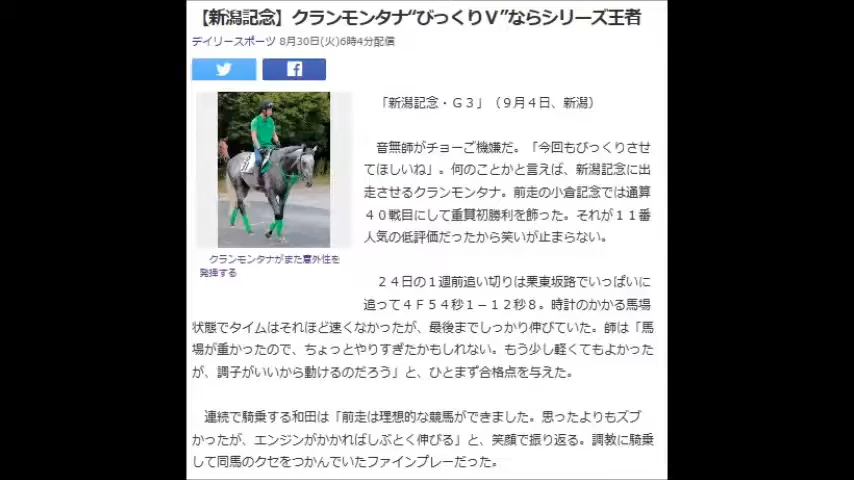 【新潟記念】クランモンタナ“びっくりＶ”ならシリーズ王者
デイリースポーツ 8月30日(火)6時4分配信
「新潟記念・Ｇ３」（９月４日、新潟）
音無師がチョーご機嫌だ。「今回もびっくりさせ
てほしいね」。何のことかと言えば、新潟記念に出
走させるクランモンタナ。前走の小倉記念では通算
４０戦目にして重賞初勝利を飾った。それが１１番
人気の低評価だったから笑いが止まらない。
クランモンタナがまた意外性を
発揮する
２４日の１週前追い切りは栗東坂路でいっぱいに
追って４Ｆ５４秒１－１２秒８。時計のかかる馬場
状態でタイムはそれほど速くなかったが、最後までしっかり伸びていた。師は「馬
場が重かったので、ちょっとやりすぎたかもしれない。もう少し軽くてもよかった
が、調子がいいから動けるのだろう」と、ひとまず合格点を与えた。
連続で騎乗する和田は「前走は理想的な競馬ができました。思ったよりもズブ
かったが、エンジンがかかればしぶとく伸びる」と、笑顔で振り返る。調教に騎乗
して同馬のクセをつかんでいたファインプレーだった。